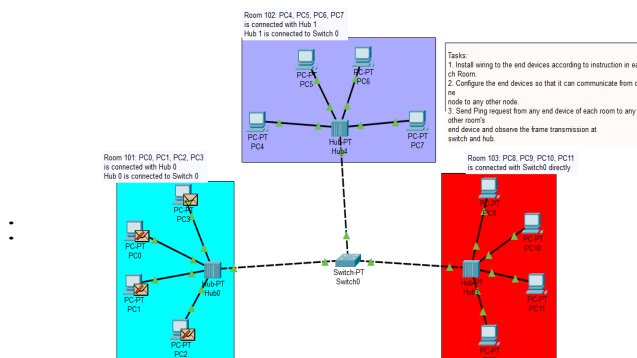 Room 102: PC4, PC5, PC6, PC7
is connected with Hub 1
Hub 1 is connected to Switch 0
PC-PT
PC5
PC-PT
PC6
PC-PT
PC4
Hub-PT
Hub4
PC-PT
PC7
Tasks:
1. Install wiring to the end devices according to instruction in ea
ch Room.
2. Configure the end devices so that it can communicate from o
ne
node to any other node.
3. Send Ping request from any end device of each room to any
other room's
end device and observe the frame transmission at
switch and hub.
Room 101: PC0, PC1, PC2, PC3
is connected with Hub 0
Hub 0 is connected to Switch 0
PC-PT
PC3
PC-PT
PC0
PC-PT
PC1
Hub-PT
Hub0
PC-PT
PC2
Switch-PT
Switch0
Room 103: PC8, PC9, PC10, PC11
is connected with Switch0 directly
PC-PT
PC9
PC-PT
PC10
Hub-PT
PC-PT
PC11
PC-PT